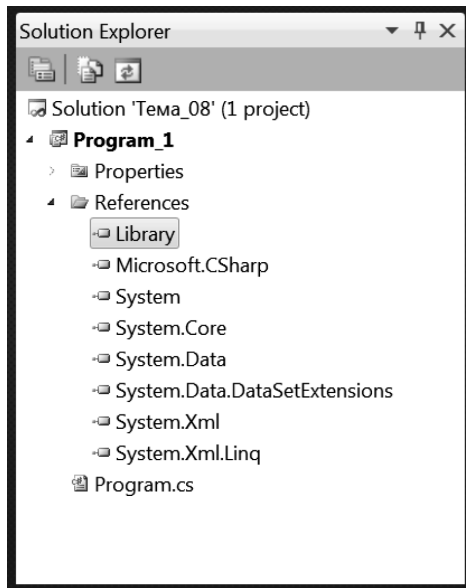 Solution Explorer
Solution 'Тема_08' (1 project)
Program_1
Properties
References
Library
Microsoft.CSharp
System
System.Core
System.Data
System.Data.DataSetExtensions
System.Xml
System.Xml.Linq
Program.cs